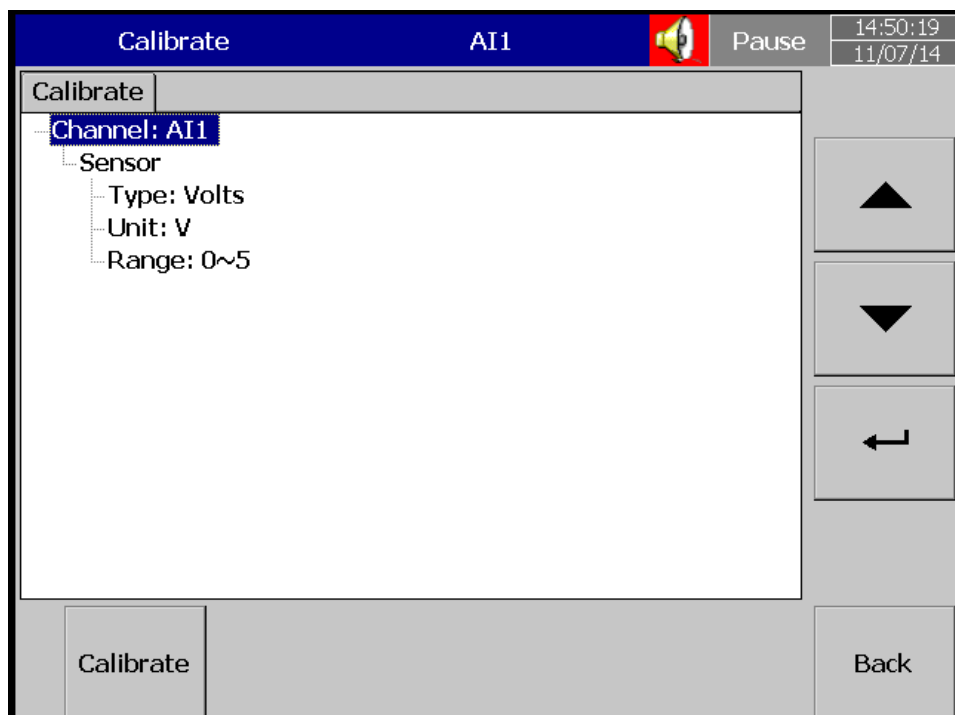 Calibrate AI1 Pause 14:50:19
11/07/14
Calibrate
Channel: AI1
Sensor
Type: Volts
Unit: V
Range: 0~5
Calibrate Back